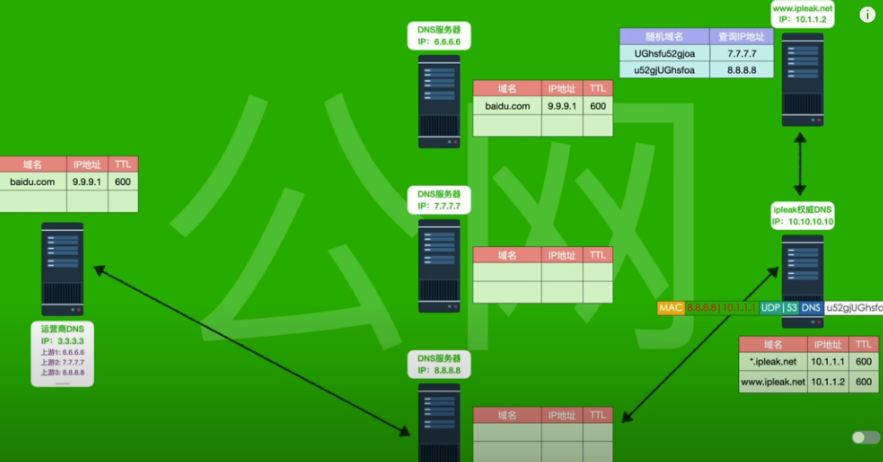 公网
www.ipleak.net
IP: 10.1.1.2
随机域名 查询IP地址
UGhsfu52gjoa 7.7.7.7
u52gjUGhsfoa 8.8.8.8
DNS服务器
IP: 6.6.6.6
域名 IP地址 TTL
baidu.com 9.9.9.1 600
域名 IP地址 TTL
baidu.com 9.9.9.1 600
运营商DNS
IP: 3.3.3.3
上游1: 6.6.6.6
上游2: 7.7.7.7
上游3: 8.8.8.8
......
DNS服务器
IP: 7.7.7.7
域名 IP地址 TTL
DNS服务器
IP: 8.8.8.8
域名 IP地址 TTL
ipleak权威DNS
IP: 10.10.10.10
MAC 8.8.8.8|10.1.1.1 UDP|53 DNS u52gjUGhsfo
域名 IP地址 TTL
*.ipleak.net 10.1.1.1 600
www.ipleak.net 10.1.1.2 600